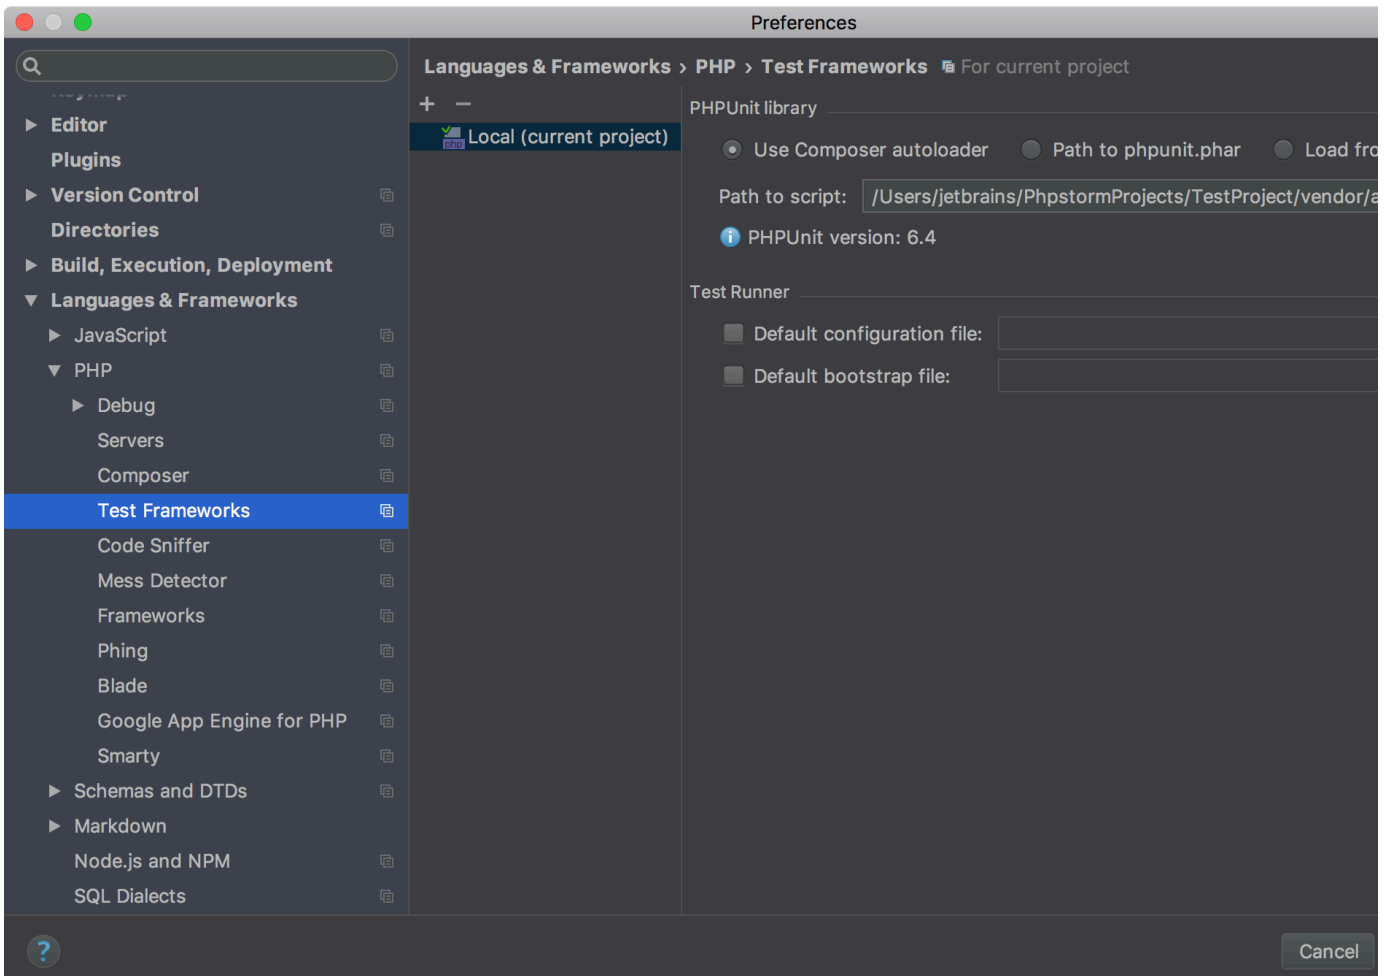 Preferences
Keymap
Editor
Plugins
Version Control
Directories
Build, Execution, Deployment
Languages & Frameworks
JavaScript
PHP
Debug
Servers
Composer
Test Frameworks
Code Sniffer
Mess Detector
Frameworks
Phing
Blade
Google App Engine for PHP
Smarty
Schemas and DTDs
Markdown
Node.js and NPM
SQL Dialects
?
Languages & Frameworks › PHP › Test Frameworks For current project
+ −
php Local (current project)
PHPUnit library
Use Composer autoloader Path to phpunit.phar Load fro
Path to script: /Users/jetbrains/PhpstormProjects/TestProject/vendor/a
i PHPUnit version: 6.4
Test Runner
Default configuration file:
Default bootstrap file:
Cancel